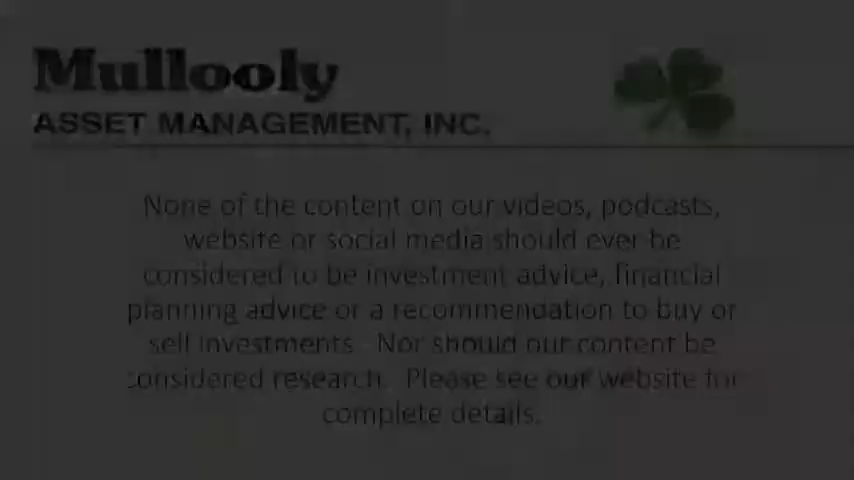 Mullooly
ASSET MANAGEMENT, INC.
None of the content on our videos, podcasts,
website or social media should ever be
considered to be investment advice, financial
planning advice or a recommendation to buy or
sell investments.  Nor should our content be
considered research.  Please see our website for
complete details.